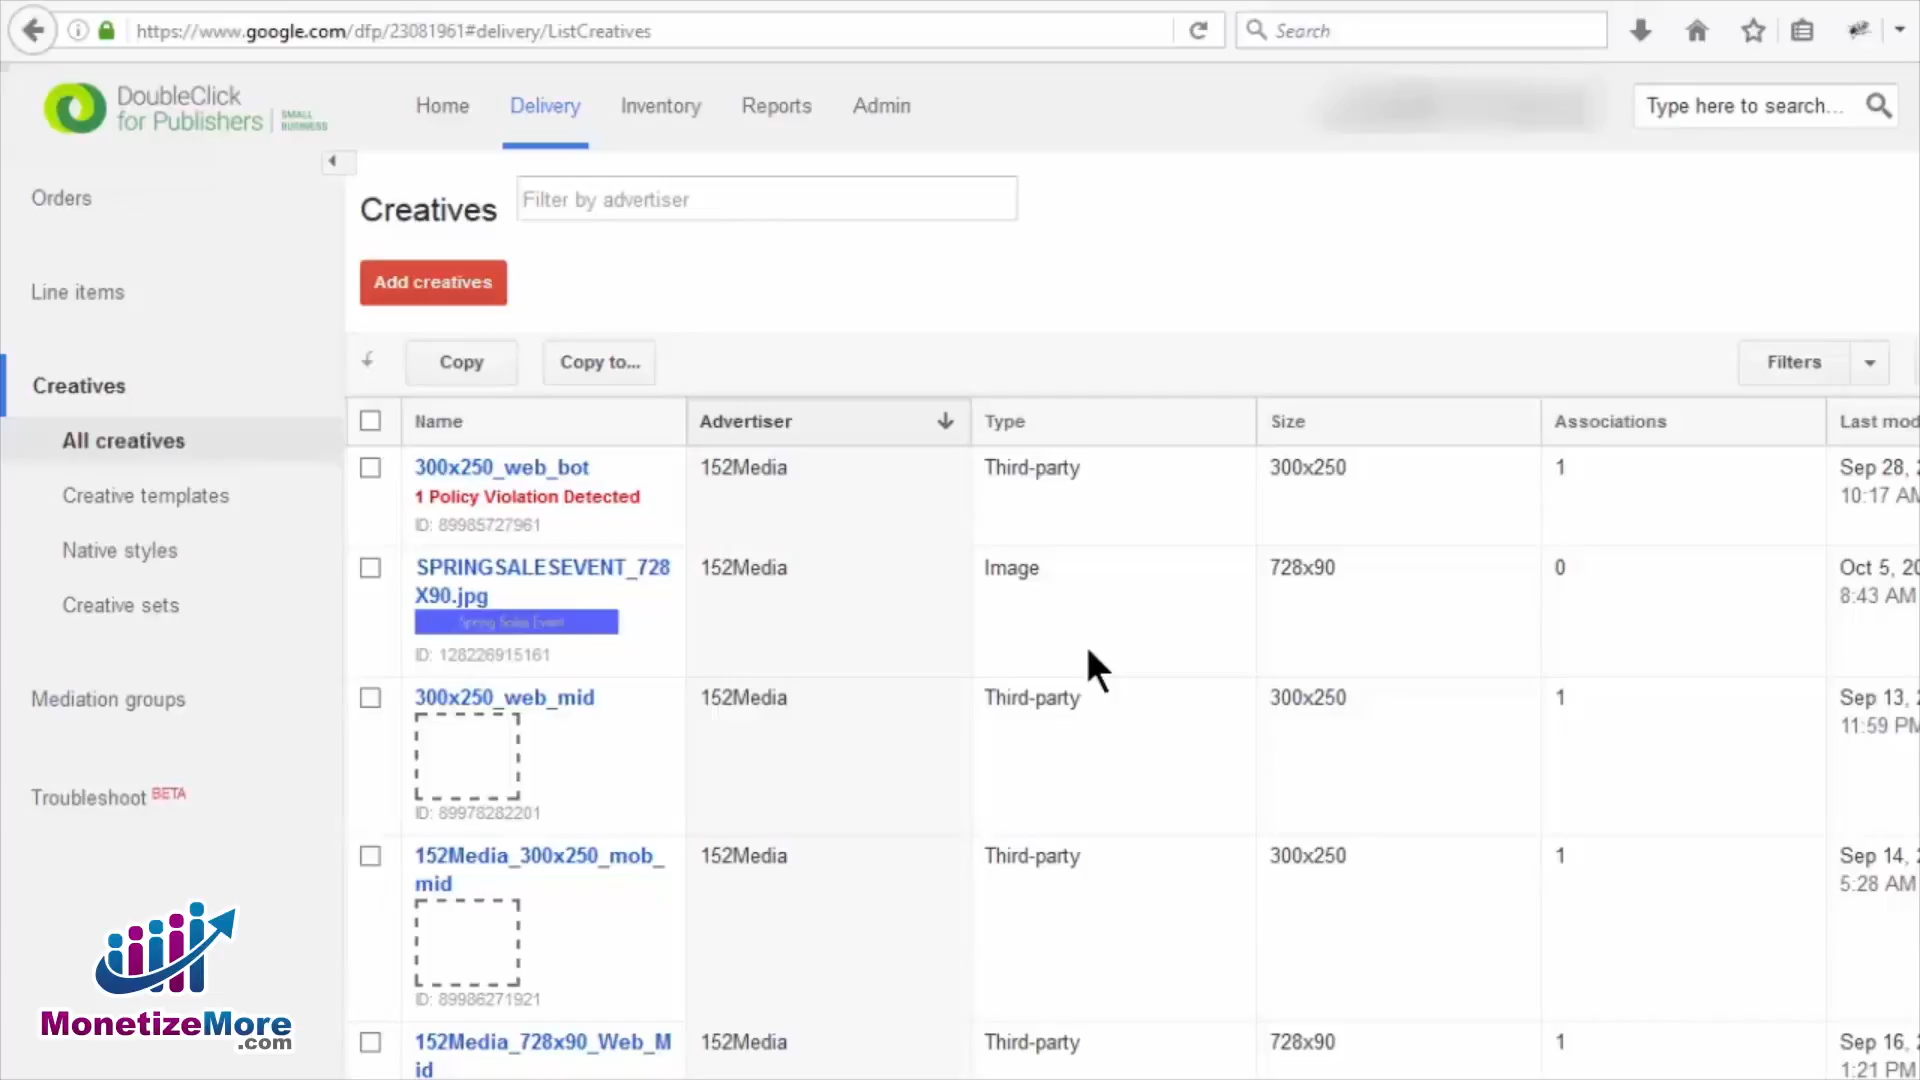 https://www.google.com/dfp/23081961#delivery/ListCreatives
Search
DoubleClick
for Publishers
SMALL
BUSINESS
Home
Delivery
Inventory
Reports
Admin
Type here to search...
Orders
Line items
Creatives
All creatives
Creative templates
Native styles
Creative sets
Mediation groups
Troubleshoot BETA
Creatives
Filter by advertiser
Add creatives
Copy
Copy to...
Filters
Name Advertiser Type Size Associations Last mod
300x250_web_bot 152Media Third-party 300x250 1 Sep 28,
1 Policy Violation Detected 10:17 AM
ID: 89985727961
SPRINGSALESEVENT_728 152Media Image 728x90 0 Oct 5, 20
X90.jpg 8:43 AM
Spring Sales Event
ID: 128226915161
300x250_web_mid 152Media Third-party 300x250 1 Sep 13,
11:59 PM
ID: 89978282201
152Media_300x250_mob_ 152Media Third-party 300x250 1 Sep 14,
mid 5:28 AM
ID: 89986271921
152Media_728x90_Web_M 152Media Third-party 728x90 1 Sep 16,
id 1:21 PM
MonetizeMore
.com